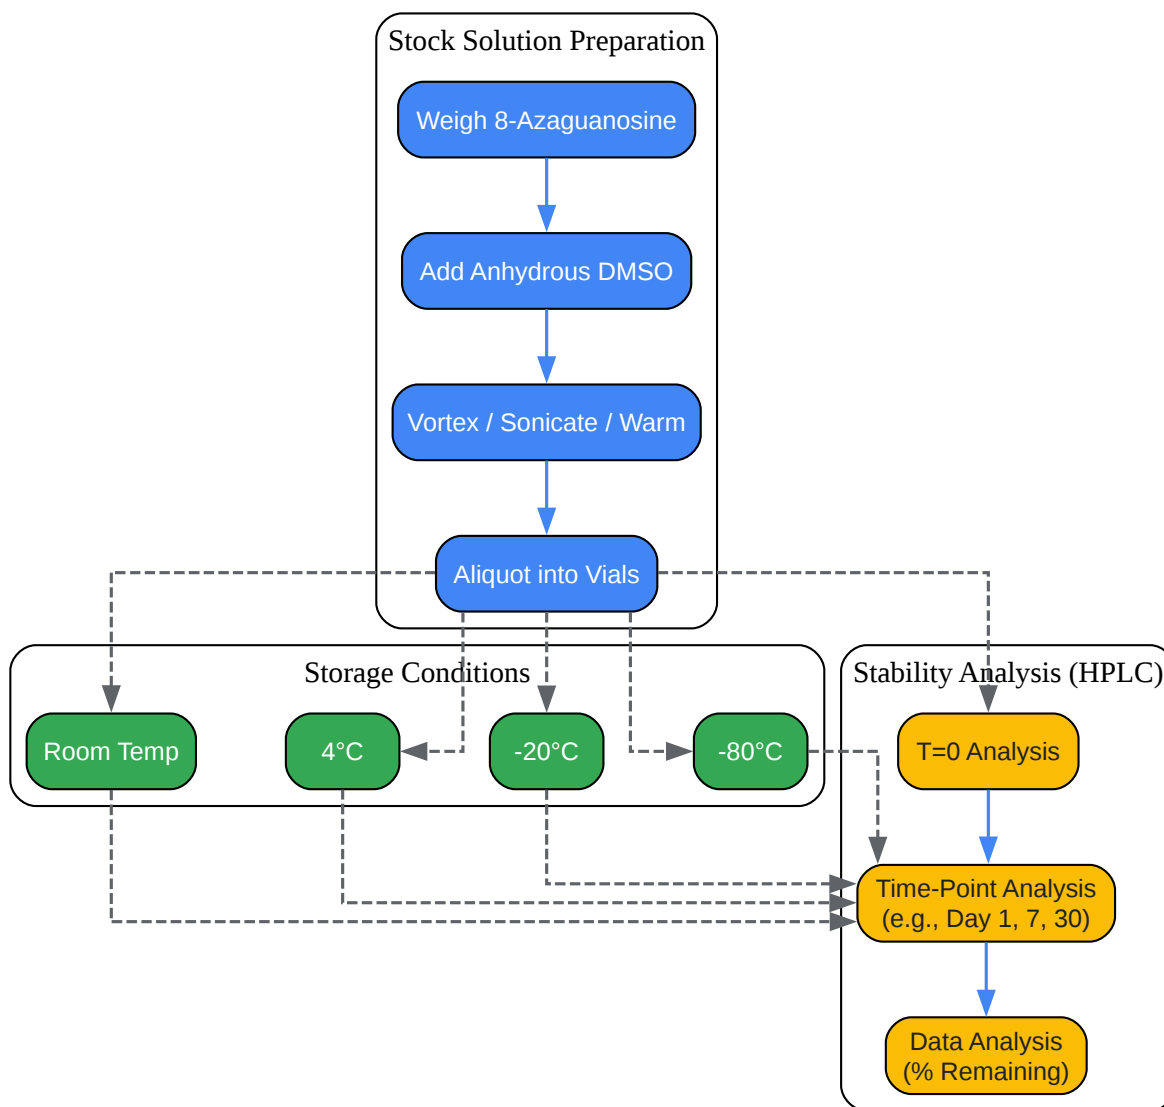 Stock Solution Preparation
Weigh 8-Azaguanosine
Add Anhydrous DMSO
Vortex / Sonicate / Warm
Aliquot into Vials
Storage Conditions
Room Temp
4°C
-20°C
-80°C
Stability Analysis (HPLC)
T=0 Analysis
Time-Point Analysis
(e.g., Day 1, 7, 30)
Data Analysis
(% Remaining)